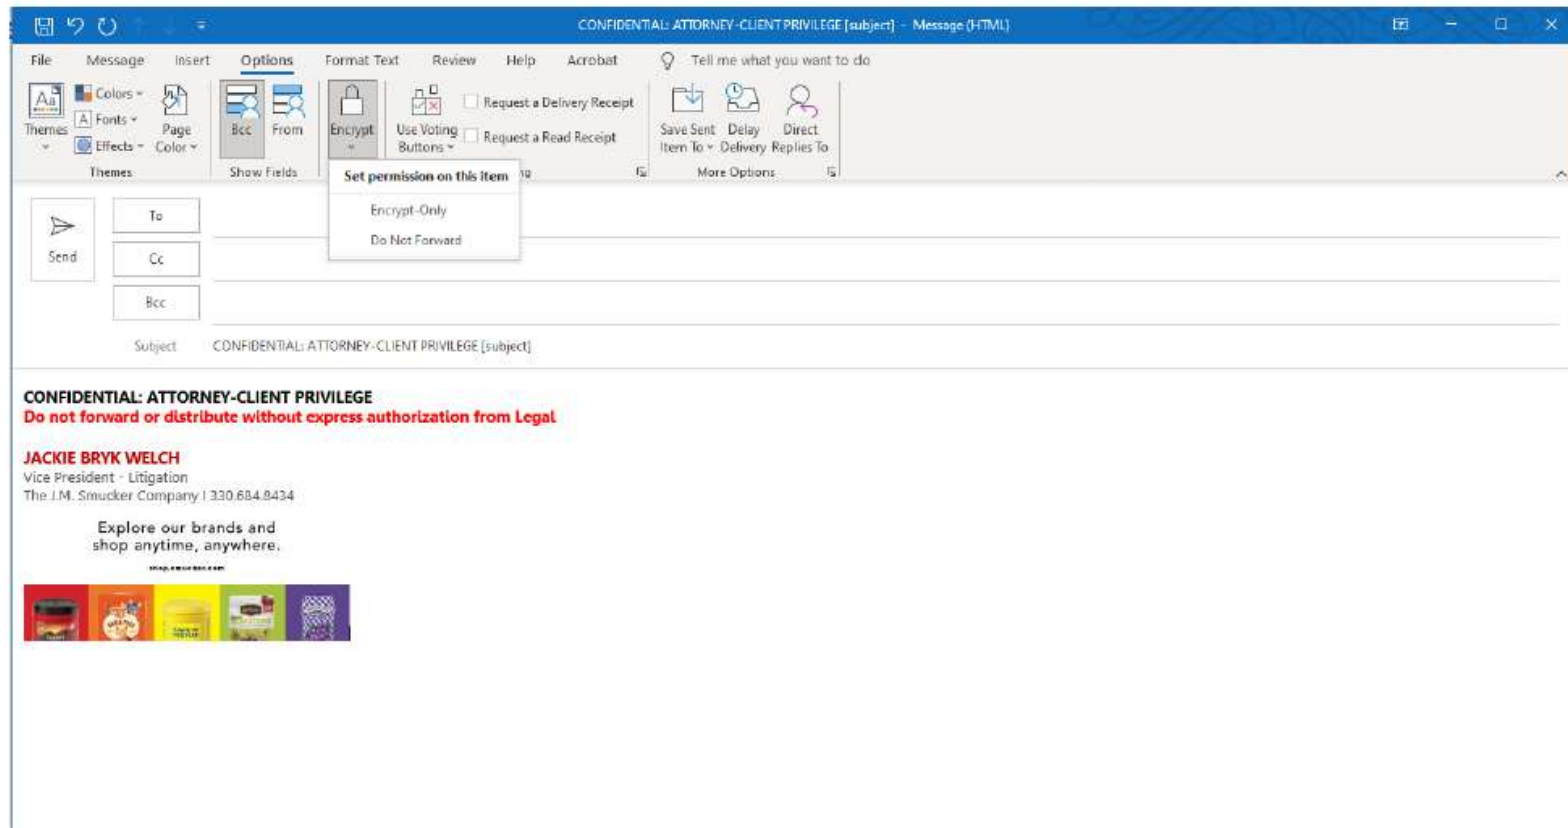 CONFIDENTIAL: ATTORNEY-CLIENT PRIVILEGE [subject] - Message (HTML)
File Message Insert Options Format Text Review Help Acrobat Tell me what you want to do
Themes
Colors
Fonts
Effects
Page
Color
Themes
Bcc From
Show Fields
Encrypt
Use Voting
Buttons
Request a Delivery Receipt
Request a Read Receipt
Save Sent
Item To
Delay
Delivery
Direct
Replies To
More Options
Set permission on this item
Encrypt-Only
Do Not Forward
Send
To
Cc
Bcc
Subject CONFIDENTIAL: ATTORNEY-CLIENT PRIVILEGE [subject]
CONFIDENTIAL: ATTORNEY-CLIENT PRIVILEGE
Do not forward or distribute without express authorization from Legal
JACKIE BRYK WELCH
Vice President - Litigation
The J.M. Smucker Company I 330.684.8434
Explore our brands and
shop anytime, anywhere.